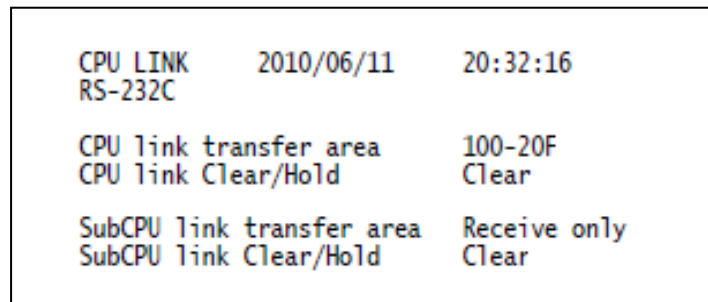 CPU LINK 2010/06/11 20:32:16
RS-232C
CPU link transfer area 100-20F
CPU link Clear/Hold Clear
SubCPU link transfer area Receive only
SubCPU link Clear/Hold Clear